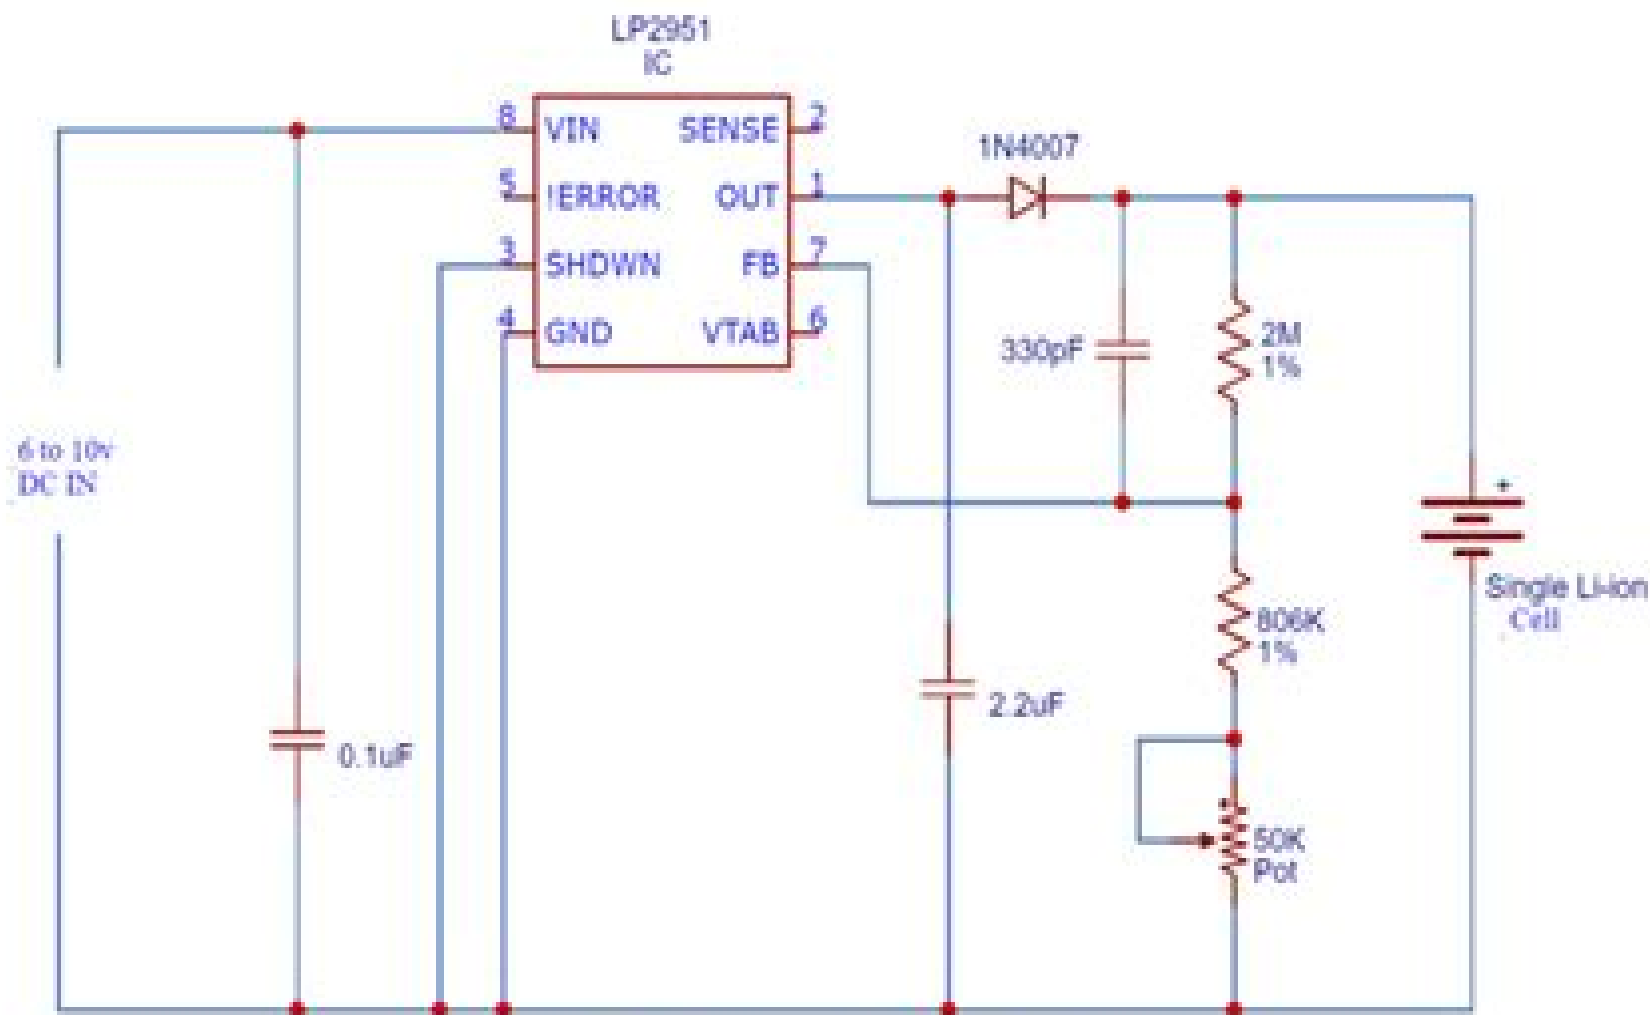 LP2951
IC
8
VIN
SENSE
2
5
!ERROR
OUT
1
3
SHDWN
FB
7
4
GND
VTAB
6
1N4007
330pF
2M
1%
6 to 10v
DC IN
+
Single Li-ion
Cell
806K
1%
2.2uF
0.1uF
50K
Pot